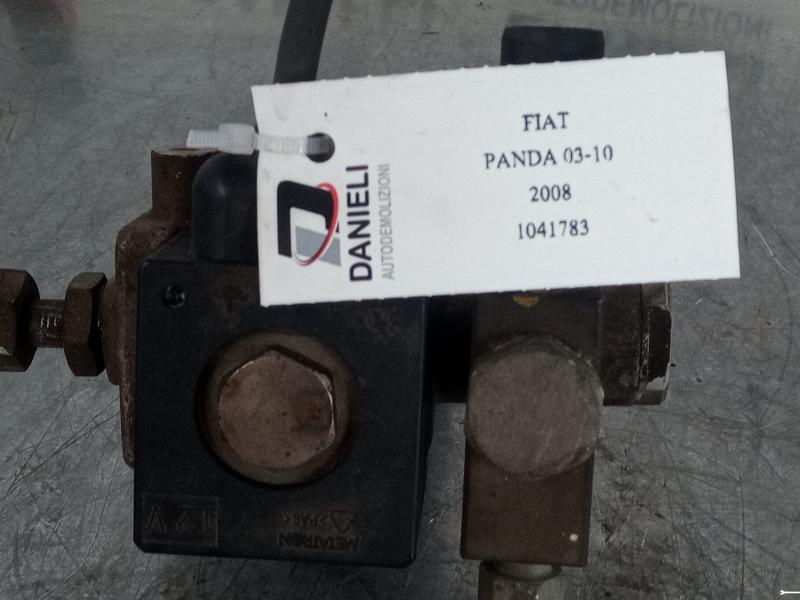 FIAT
PANDA 03-10
2008
1041783
DANIELI
AUTODEMOLIZIONI
12V
>PA6<
METATRON